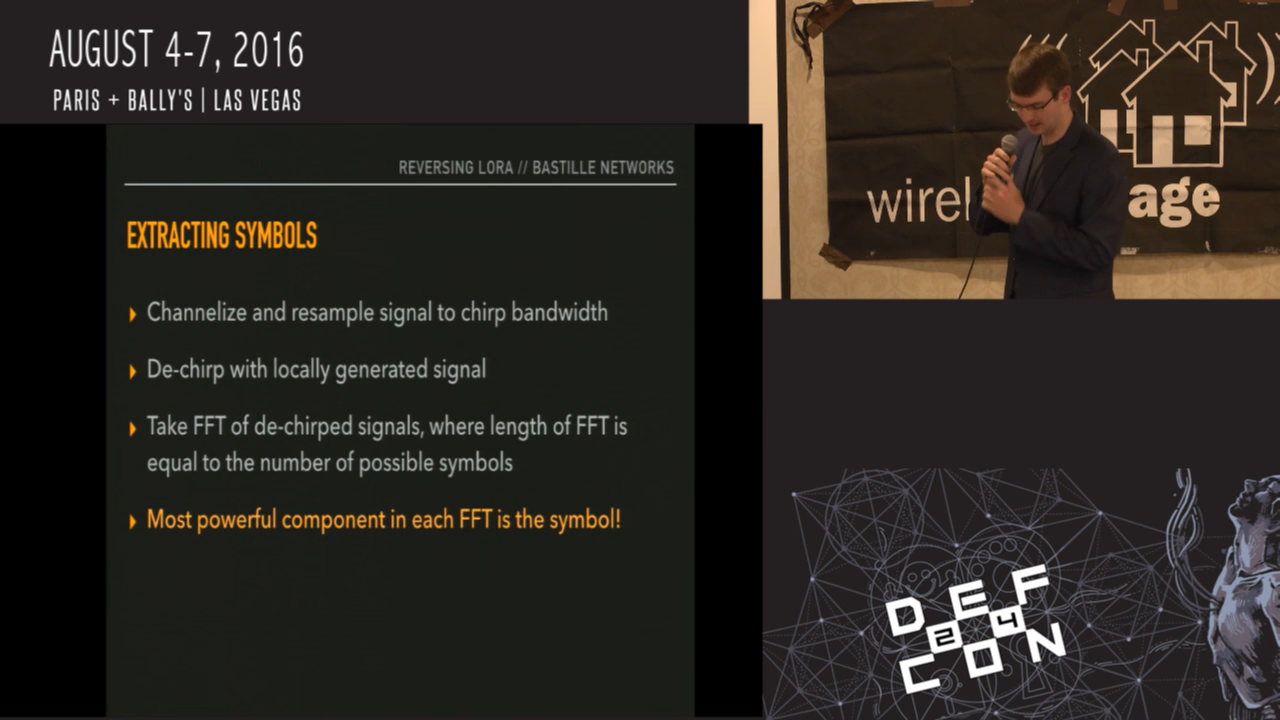 AUGUST 4-7, 2016
PARIS + BALLY'S | LAS VEGAS
REVERSING LORA // BASTILLE NETWORKS
EXTRACTING SYMBOLS
Channelize and resample signal to chirp bandwidth
De-chirp with locally generated signal
Take FFT of de-chirped signals, where length of FFT is
equal to the number of possible symbols
Most powerful component in each FFT is the symbol!
wirel age
DEF
24
CON